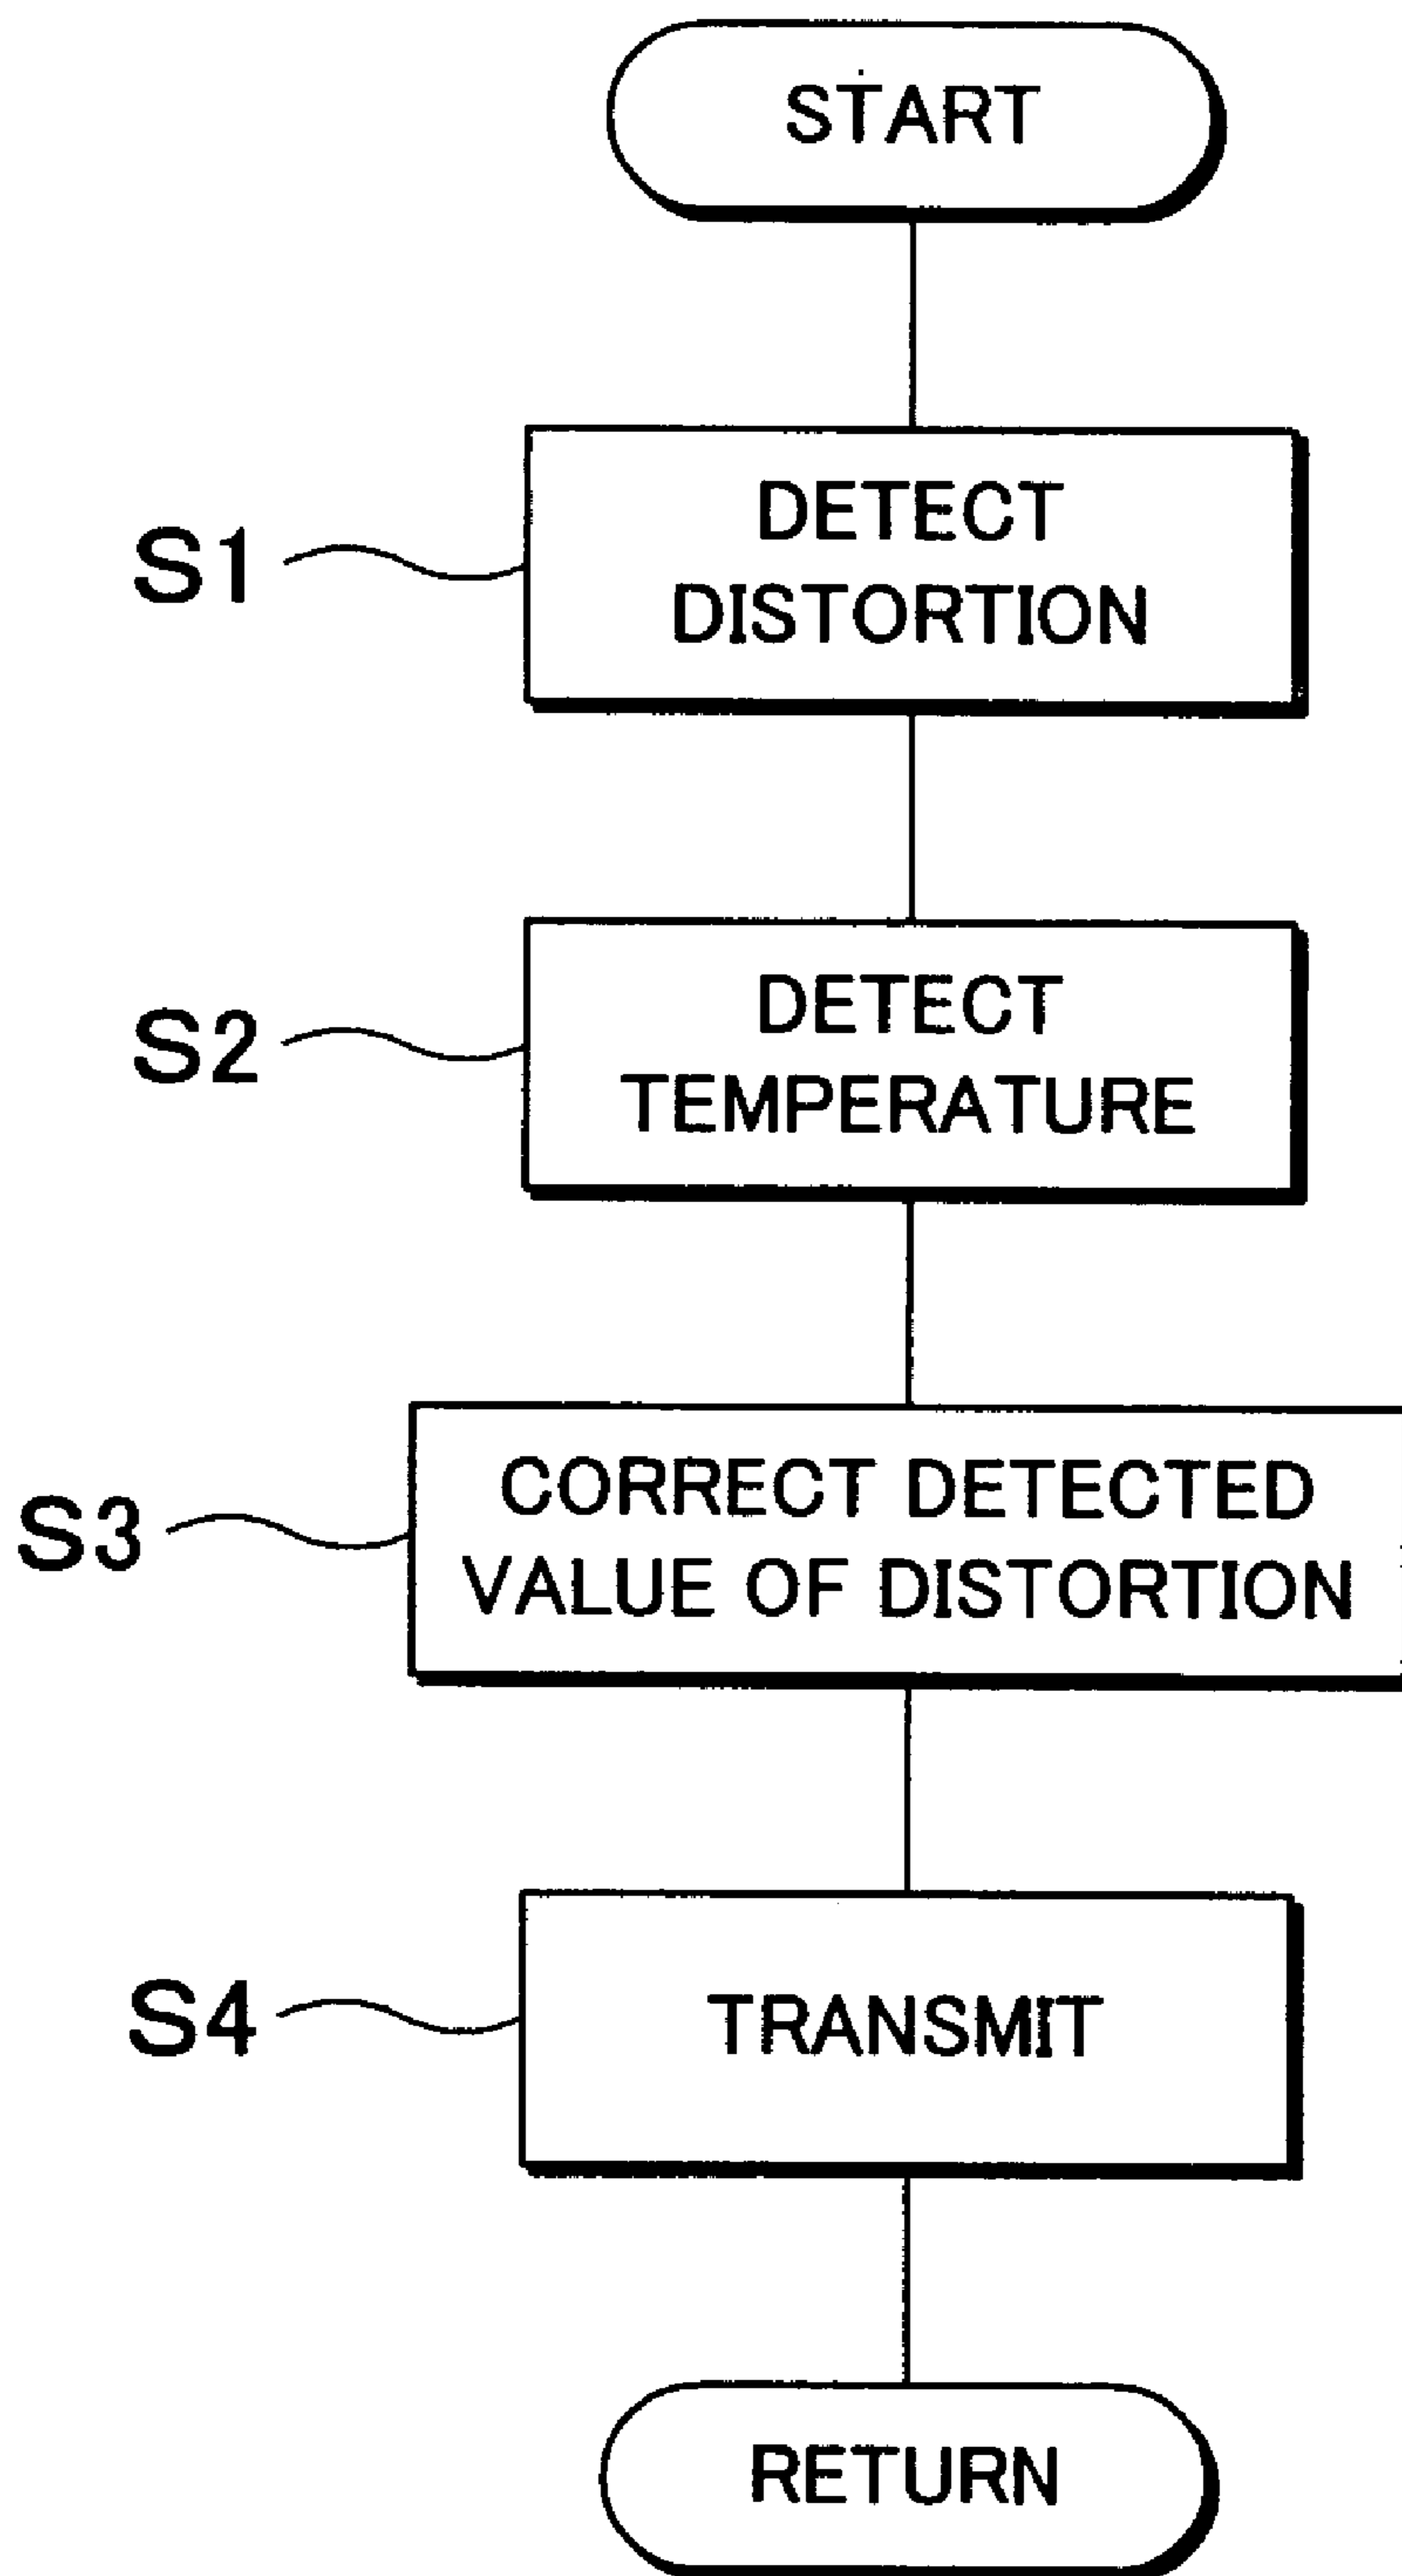 START
S1
DETECT
DISTORTION
S2
DETECT
TEMPERATURE
S3
CORRECT DETECTED
VALUE OF DISTORTION
S4
TRANSMIT
RETURN